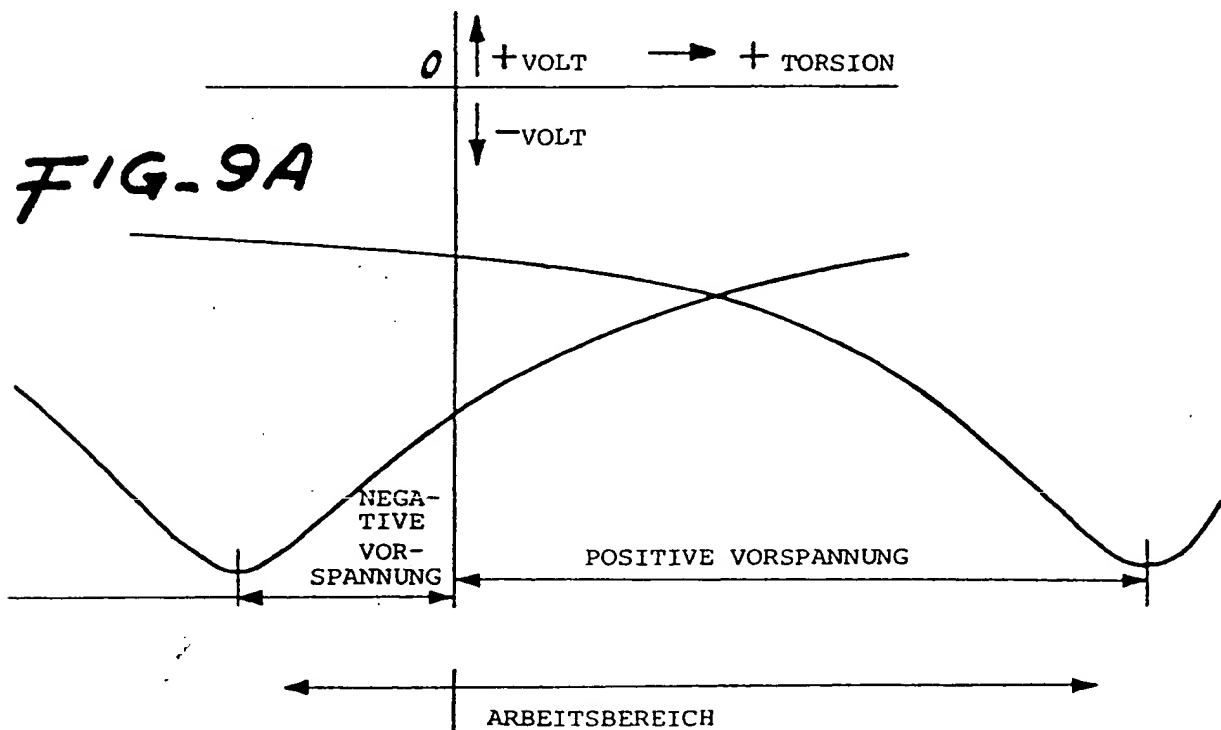 0 +VOLT + TORSION
-VOLT
FIG-9A
NEGA-
TIVE
VOR-
SPANNUNG
POSITIVE VORSPANNUNG
ARBEITSBEREICH